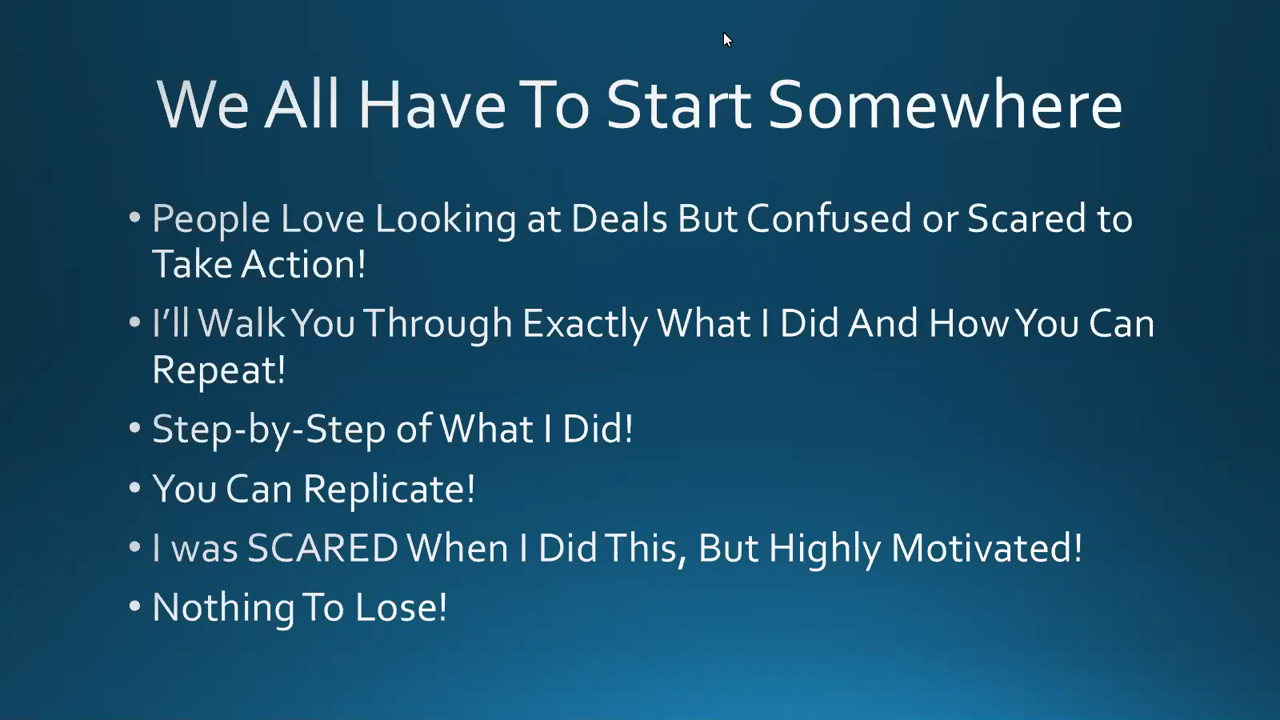 We All Have To Start Somewhere
• People Love Looking at Deals But Confused or Scared to
Take Action!
• I’ll Walk You Through Exactly What I Did And How You Can
Repeat!
• Step-by-Step of What I Did!
• You Can Replicate!
• I was SCARED When I Did This, But Highly Motivated!
• Nothing To Lose!